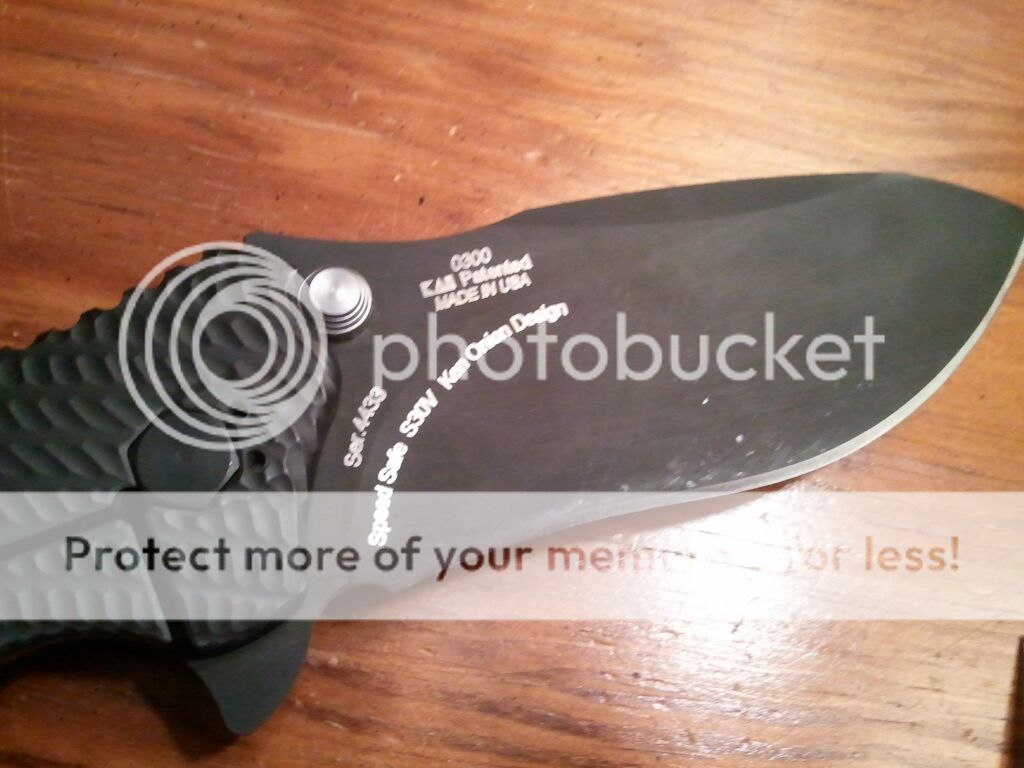 0300
KAI Patented
MADE IN USA
Ser.4433
Speed Safe S30V Ken Onion Design
photobucket
Protect more of your memories for less!